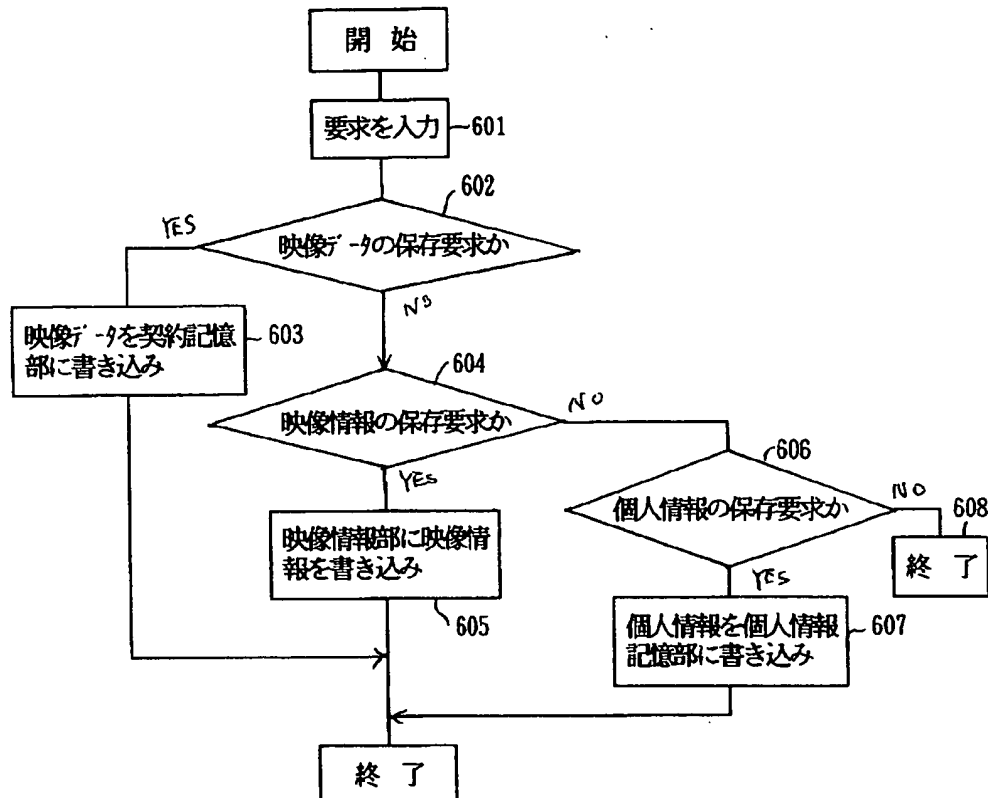 開 始
要求を入力
601
602
YES
映像データの保存要求か
NO
映像データを契約記憶
部に書き込み
603
604
映像情報の保存要求か
NO
606
YES
個人情報の保存要求か
NO
608
映像情報部に映像情
報を書き込み
終 了
YES
605
個人情報を個人情報
記憶部に書き込み
607
終 了